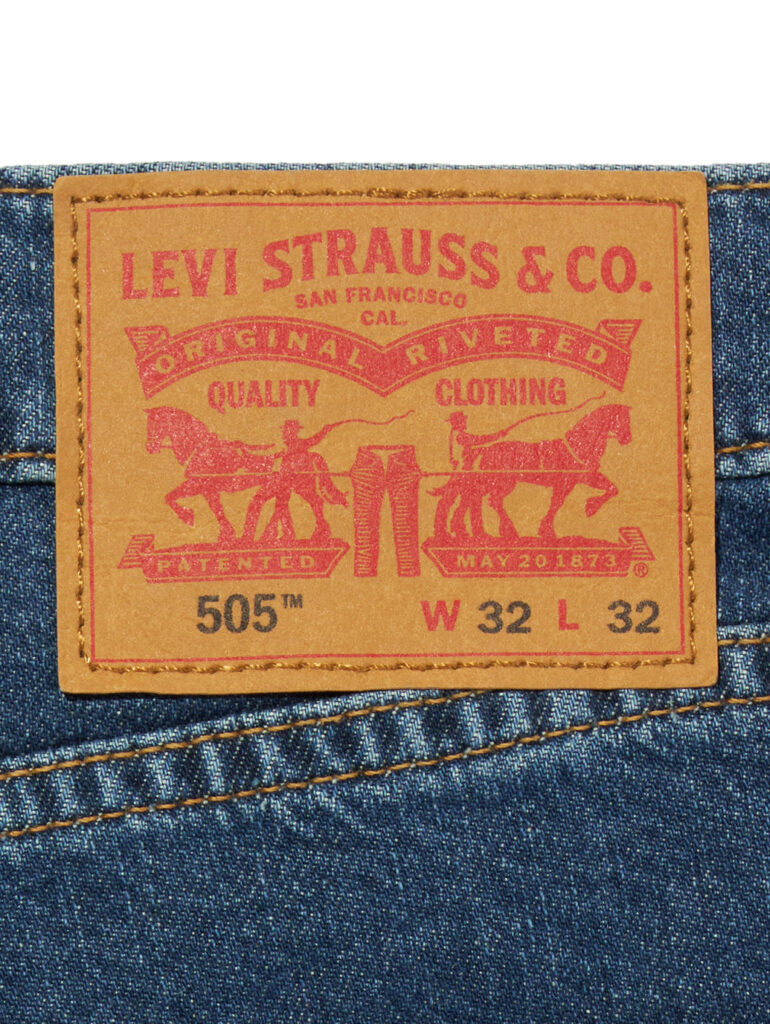 LEVI STRAUSS & CO.
SAN FRANCISCO
CAL.
ORIGINAL RIVETED
QUALITY CLOTHING
PATENTED MAY 20 1873 ®
505™ W 32 L 32